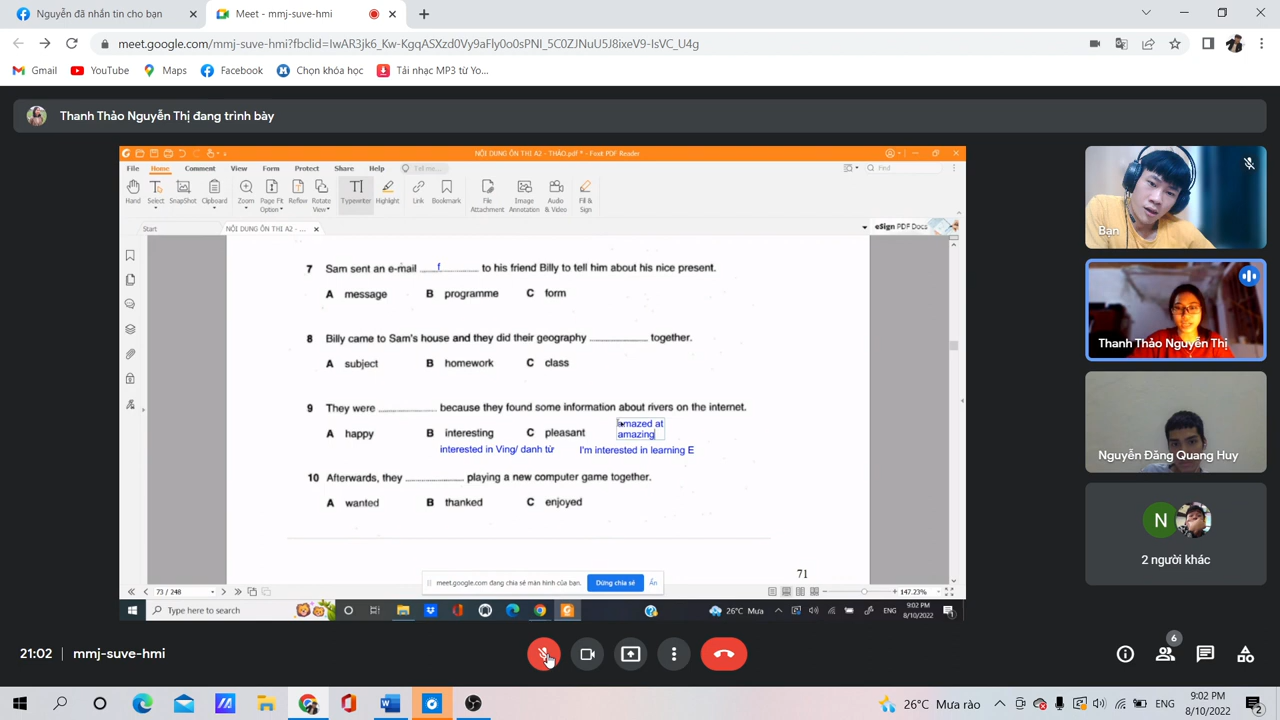 Nguyễn đã nhắn tin cho bạn
Meet - mmj-suve-hmi
meet.google.com/mmj-suve-hmi?fbclid=IwAR3jk6_Kw-KgqASXzd0Vy9aFly0o0sPNI_5C0ZJNuU5J8ixeV9-IsVC_U4g
Gmail YouTube Maps Facebook Chọn khóa học Tải nhạc MP3 từ Yo...
Thanh Thảo Nguyễn Thị đang trình bày
NỘI DUNG ÔN THI A2 - THẢO.pdf * - Foxit PDF Reader
File Home Comment View Form Protect Share Help Tell me... Find
Hand Select SnapShot Clipboard Zoom Page Fit Option Reflow Rotate View Typewriter Highlight Link Bookmark File Attachment Image Annotation Audio & Video Fill & Sign
Start NỘI DUNG ÔN THI A2 - ... eSign PDF Docs
7 Sam sent an e-mail .......f.......... to his friend Billy to tell him about his nice present.
A message B programme C form
8 Billy came to Sam's house and they did their geography .................. together.
A subject B homework C class
9 They were .................. because they found some information about rivers on the internet.
amazed at
A happy B interesting C pleasant amazing
interested in Ving/ danh từ I'm interested in learning E
10 Afterwards, they .................. playing a new computer game together.
A wanted B thanked C enjoyed
71
meet.google.com đang chia sẻ màn hình của bạn. Dừng chia sẻ Ẩn
73 / 248 147.23%
Type here to search 26°C Mưa ENG 9:02 PM 8/10/2022
Bạn
Thanh Thảo Nguyễn Thị
Nguyễn Đăng Quang Huy
N
2 người khác
21:02 mmj-suve-hmi 6
26°C Mưa rào ENG 9:02 PM 8/10/2022 2